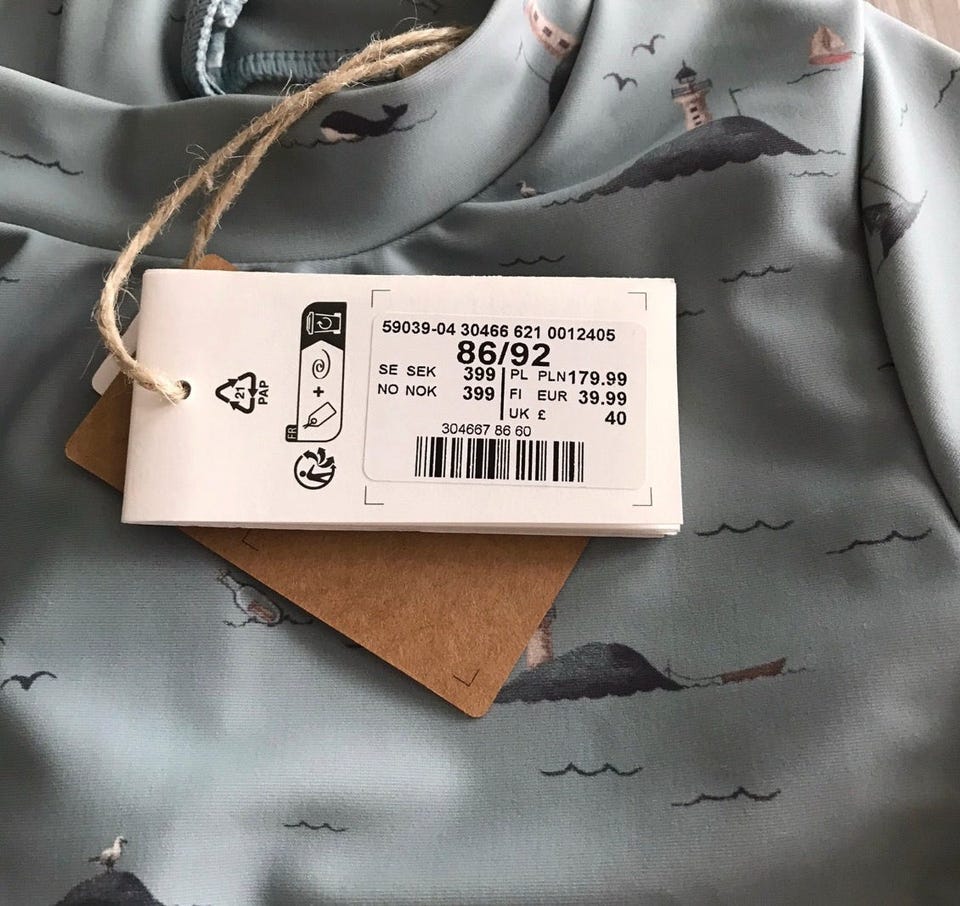 59039-04 30466 621 0012405
86/92
SE SEK 399 PL PLN 179.99
NO NOK 399 FI EUR 39.99
UK £ 40
304667 86 60
21
PAP
FR
+